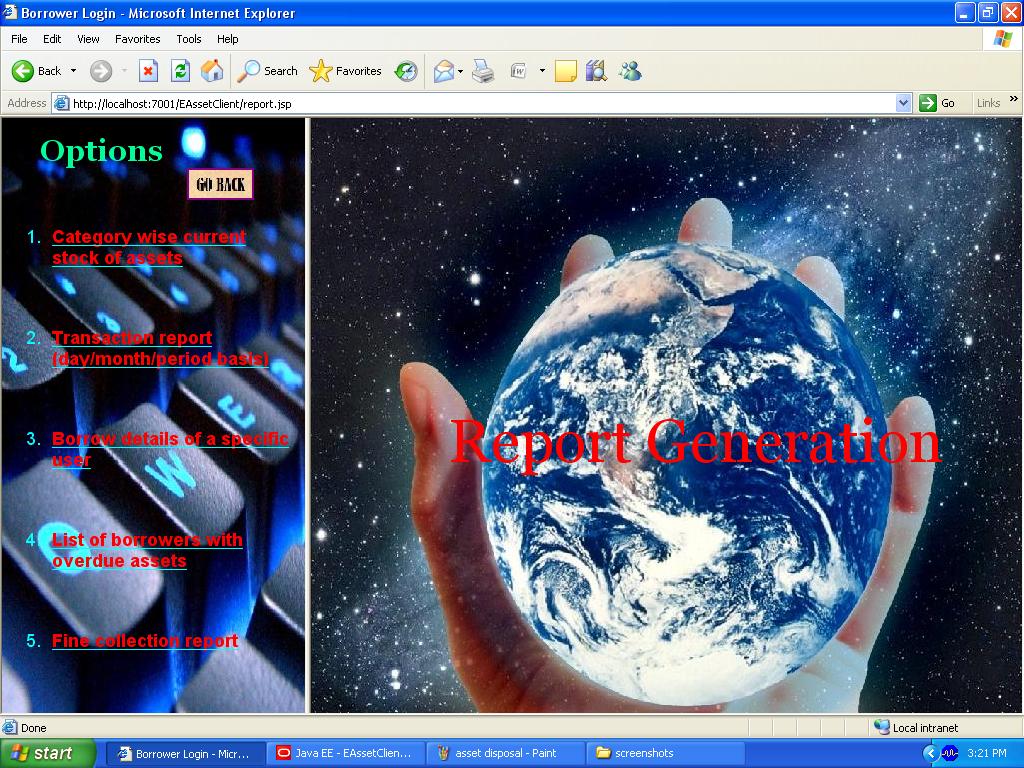 Borrower Login - Microsoft Internet Explorer
File Edit View Favorites Tools Help
Back Search Favorites
Address http://localhost:7001/EAssetClient/report.jsp Go Links »
Options
GO BACK
1. Category wise current
stock of assets
2. Transaction report
(day/month/period basis)
3. Borrow details of a specific
user
4. List of borrowers with
overdue assets
5. Fine collection report
Report Generation
Done Local intranet
start Borrower Login - Micr... Java EE - EAssetClien... asset disposal - Paint screenshots 3:21 PM